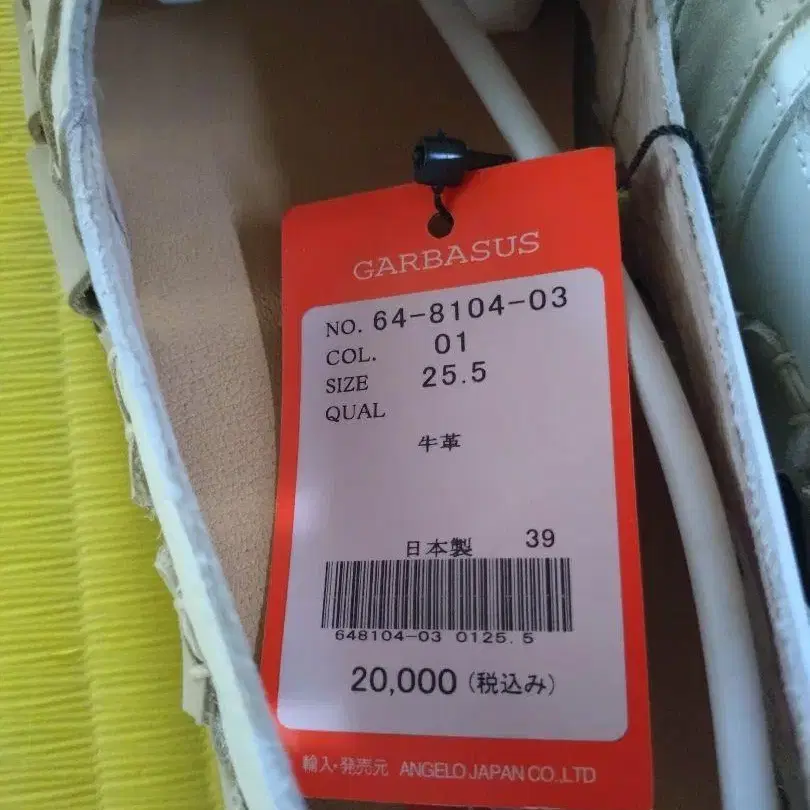 GARBASUS
NO. 64-8104-03
COL. 01
SIZE 25.5
QUAL
牛革
日本製 39
648104-03 0125.5
20,000 (税込み)
輸入・発売元 ANGELO JAPAN CO.,LTD